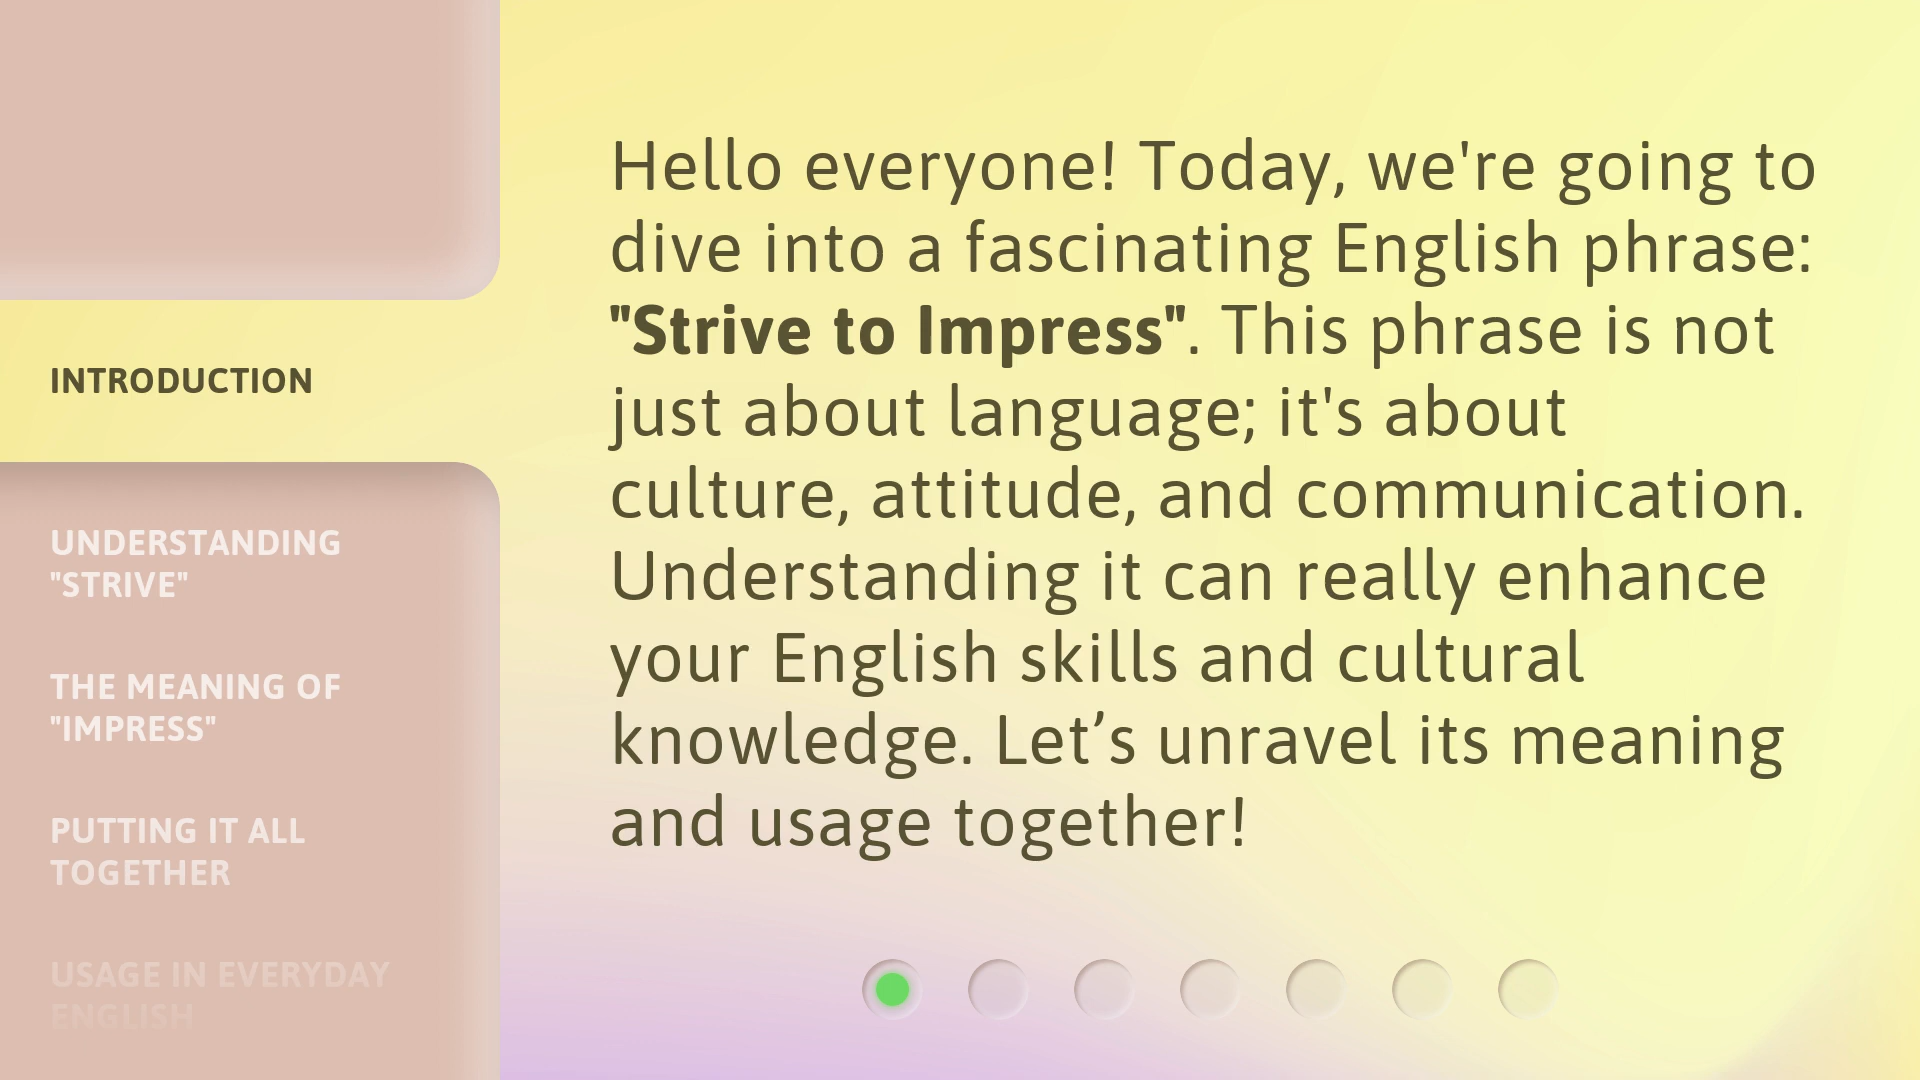 INTRODUCTION
UNDERSTANDING
"STRIVE"
THE MEANING OF
"IMPRESS"
PUTTING IT ALL
TOGETHER
USAGE IN EVERYDAY
ENGLISH
Hello everyone! Today, we're going to
dive into a fascinating English phrase:
"Strive to Impress". This phrase is not
just about language; it's about
culture, attitude, and communication.
Understanding it can really enhance
your English skills and cultural
knowledge. Let’s unravel its meaning
and usage together!